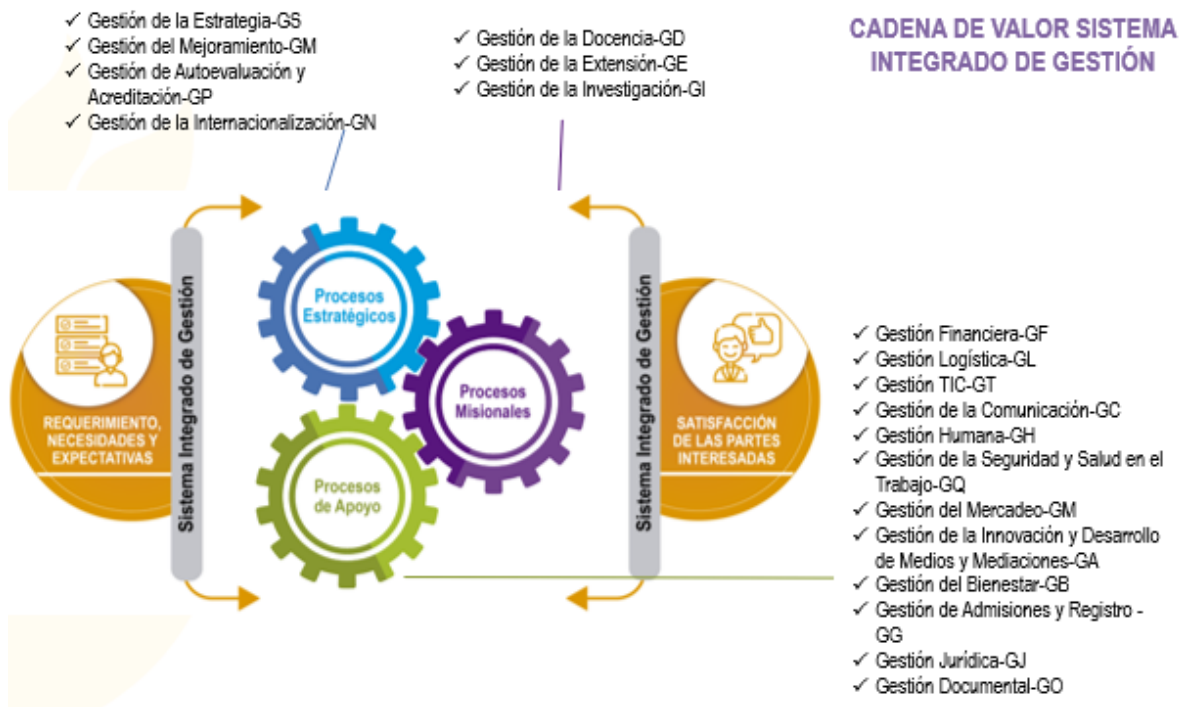 ✓ Gestión de la Estrategia-GS
✓ Gestión del Mejoramiento-GM
✓ Gestión de Autoevaluación y
Acreditación-GP
✓ Gestión de la Internacionalización-GN
✓ Gestión de la Docencia-GD
✓ Gestión de la Extensión-GE
✓ Gestión de la Investigación-GI
CADENA DE VALOR SISTEMA
INTEGRADO DE GESTIÓN
REQUERIMIENTO,
NECESIDADES Y
EXPECTATIVAS
Sistema Integrado de Gestión
Procesos
Estratégicos
Procesos
Misionales
Procesos
de Apoyo
Sistema Integrado de Gestión
SATISFACCIÓN
DE LAS PARTES
INTERESADAS
✓ Gestión Financiera-GF
✓ Gestión Logística-GL
✓ Gestión TIC-GT
✓ Gestión de la Comunicación-GC
✓ Gestión Humana-GH
✓ Gestión de la Seguridad y Salud en el
Trabajo-GQ
✓ Gestión del Mercadeo-GM
✓ Gestión de la Innovación y Desarrollo
de Medios y Mediaciones-GA
✓ Gestión del Bienestar-GB
✓ Gestión de Admisiones y Registro -
GG
✓ Gestión Jurídica-GJ
✓ Gestión Documental-GO